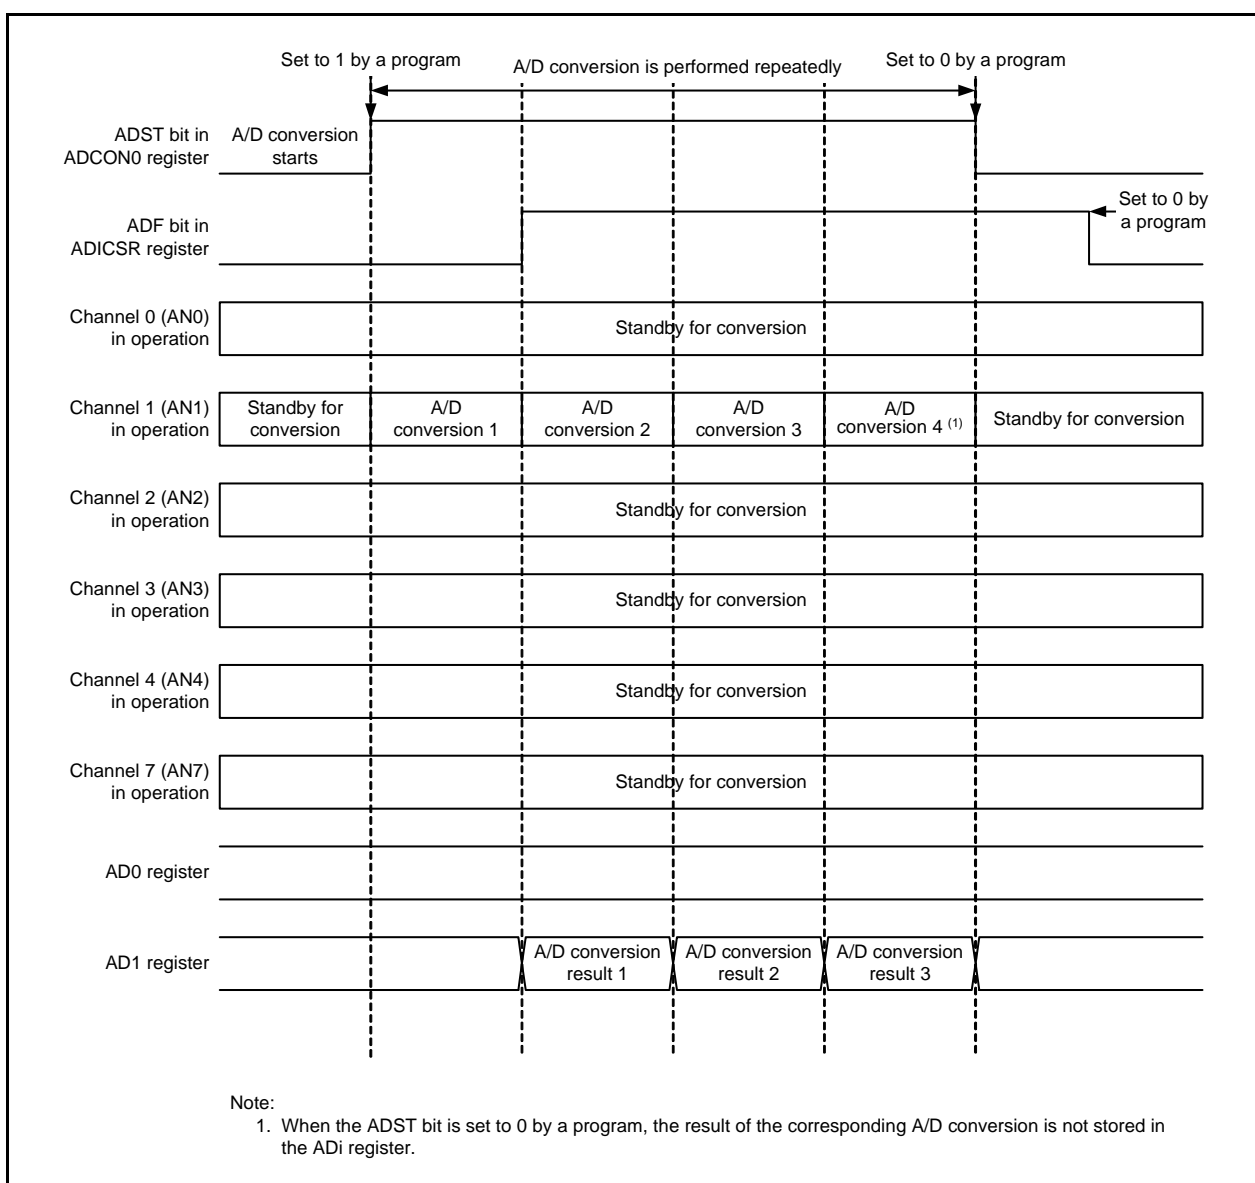 Set to 1 by a program
A/D conversion is performed repeatedly
Set to 0 by a program
ADST bit in
ADCON0 register
A/D conversion
starts
ADF bit in
ADICSR register
Set to 0 by
a program
Channel 0 (AN0)
in operation
Standby for conversion
Channel 1 (AN1)
in operation
Standby for
conversion
A/D
conversion 1
A/D
conversion 2
A/D
conversion 3
A/D
conversion 4 (1)
Standby for conversion
Channel 2 (AN2)
in operation
Standby for conversion
Channel 3 (AN3)
in operation
Standby for conversion
Channel 4 (AN4)
in operation
Standby for conversion
Channel 7 (AN7)
in operation
Standby for conversion
AD0 register
AD1 register
A/D conversion
result 1
A/D conversion
result 2
A/D conversion
result 3
Note:
1. When the ADST bit is set to 0 by a program, the result of the corresponding A/D conversion is not stored in
the ADi register.